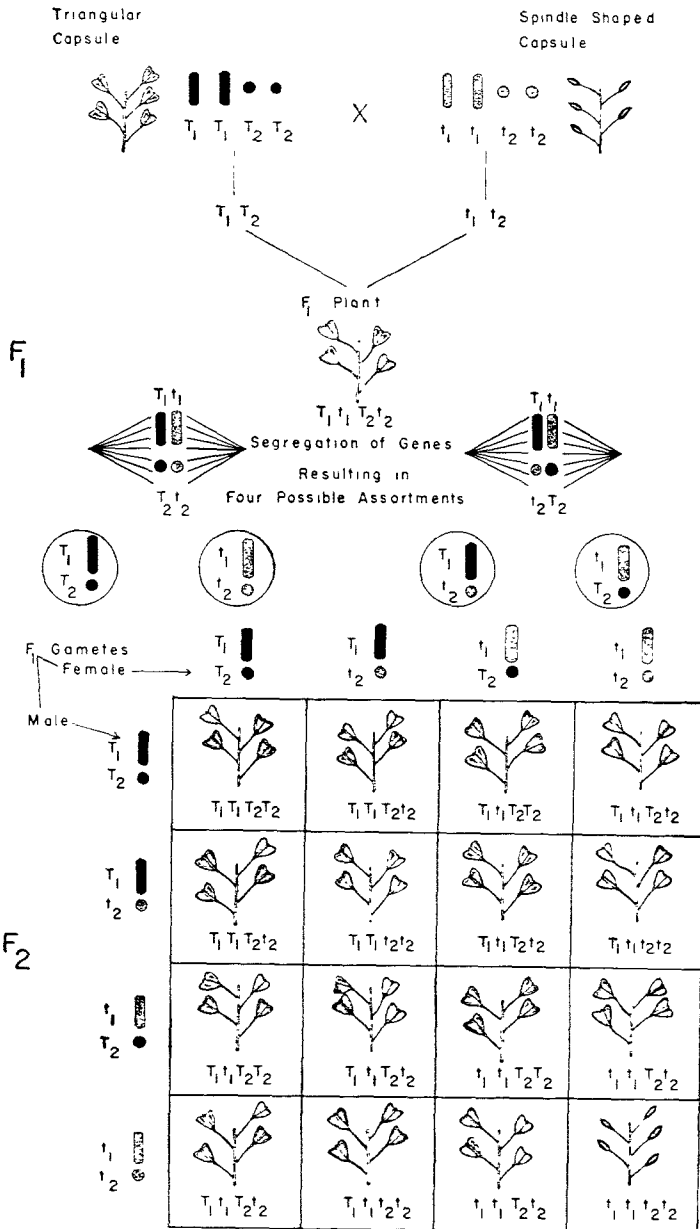 Triangular
Capsule
Spindle Shaped
Capsule
T₁ T₁ T₂ T₂
X
t₁ t₁ t₂ t₂
T₁ T₂
t₁ t₂
F₁ Plant
F₁
T₁ t₁ T₂ t₂
T₁ t₁
T₁ t₁
Segregation of Genes
Resulting in
Four Possible Assortments
T₂ t₂
t₂ T₂
T₁
T₂
t₁
t₂
T₁
t₂
t₁
T₂
F₁ Gametes
Female
T₁
T₂
T₁
t₂
t₁
T₂
t₁
t₂
Male
T₁
T₂
T₁ T₁ T₂ T₂
T₁ T₁ T₂ t₂
T₁ t₁ T₂ T₂
T₁ t₁ T₂ t₂
T₁
t₂
T₁ T₁ T₂ t₂
T₁ T₁ t₂ t₂
T₁ t₁ T₂ t₂
T₁ t₁ t₂ t₂
F₂
t₁
T₂
T₁ t₁ T₂ T₂
T₁ t₁ T₂ t₂
t₁ t₁ T₂ T₂
t₁ t₁ T₂ t₂
t₁
t₂
T₁ t₁ T₂ t₂
T₁ t₁ t₂ t₂
t₁ t₁ T₂ t₂
t₁ t₁ t₂ t₂